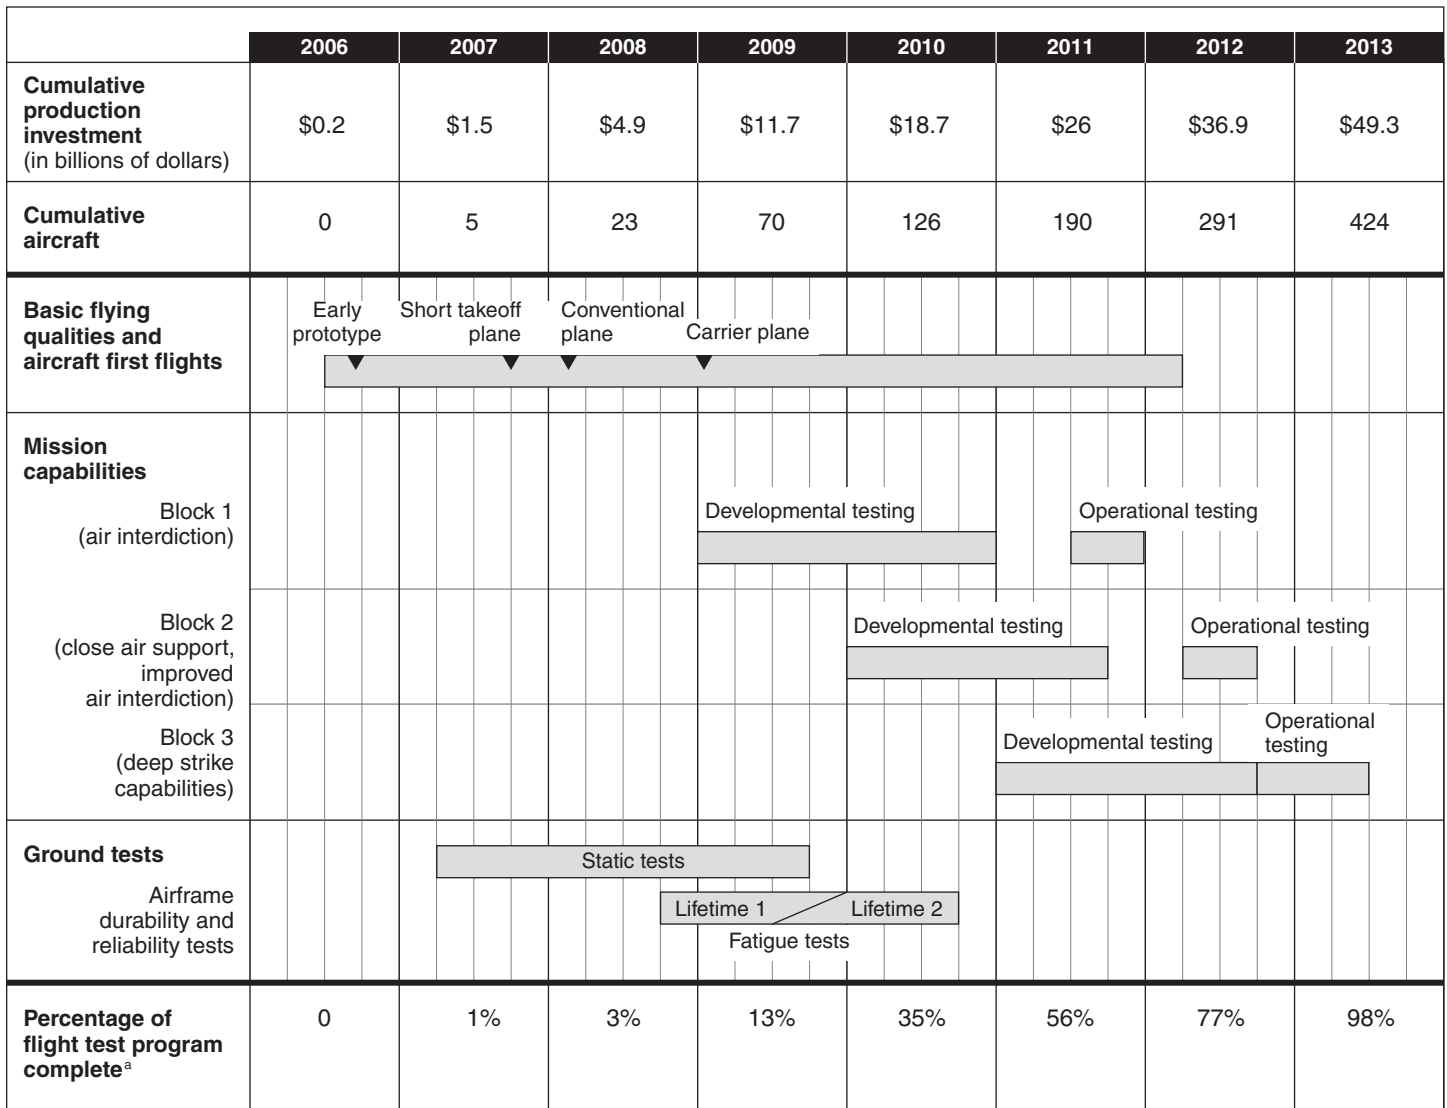 2006 2007 2008 2009 2010 2011 2012 2013
Cumulative
production
investment
(in billions of dollars)
$0.2 $1.5 $4.9 $11.7 $18.7 $26 $36.9 $49.3
Cumulative
aircraft
0 5 23 70 126 190 291 424
Basic flying
qualities and
aircraft first flights
Early
prototype
Short takeoff
plane
Conventional
plane
Carrier plane
Mission
capabilities
Block 1
(air interdiction)
Developmental testing
Operational testing
Block 2
(close air support,
improved
air interdiction)
Developmental testing
Operational testing
Block 3
(deep strike
capabilities)
Developmental testing
Operational
testing
Ground tests
Static tests
Airframe
durability and
reliability tests
Lifetime 1
Lifetime 2
Fatigue tests
Percentage of
flight test program
complete a
0 1% 3% 13% 35% 56% 77% 98%